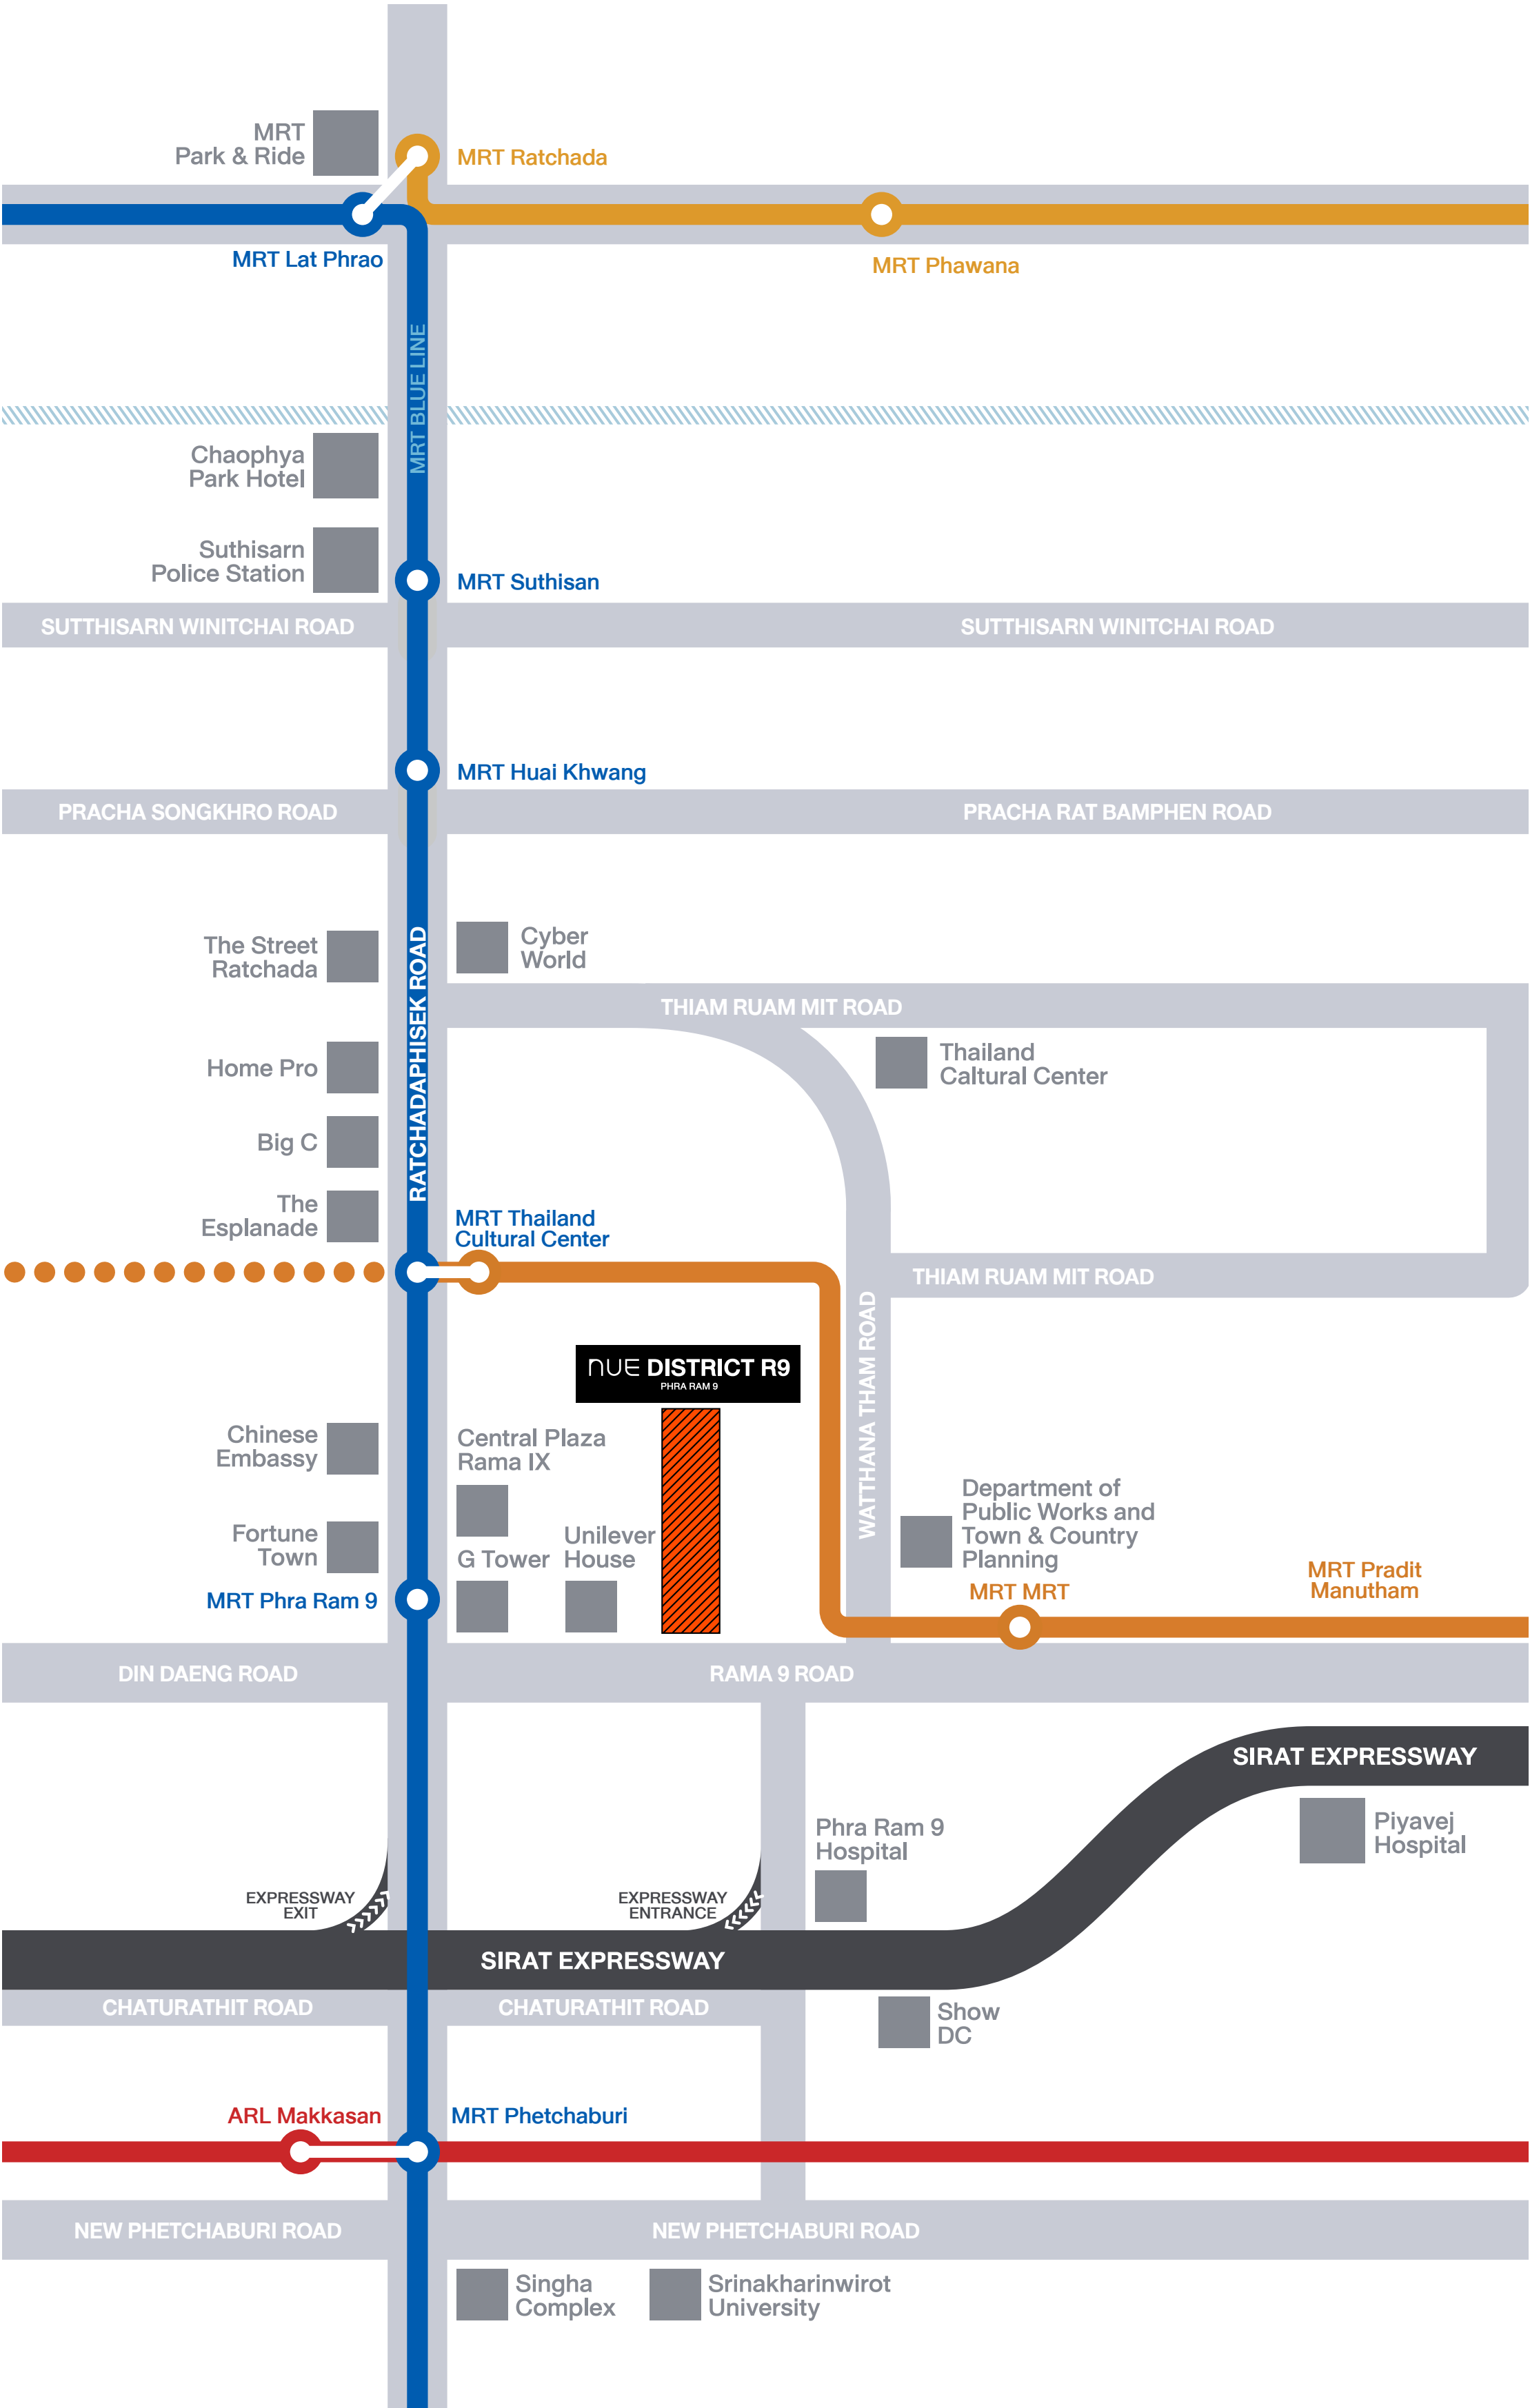 MRT
Park & Ride
MRT Ratchada
MRT Lat Phrao
MRT Phawana
MRT BLUE LINE
Chaophya
Park Hotel
Suthisarn
Police Station
MRT Suthisan
SUTTHISARN WINITCHAI ROAD
SUTTHISARN WINITCHAI ROAD
MRT Huai Khwang
PRACHA SONGKHRO ROAD
PRACHA RAT BAMPHEN ROAD
The Street
Ratchada
RATCHADAPHISEK ROAD
Cyber
World
THIAM RUAM MIT ROAD
Home Pro
Thailand
Caltural Center
Big C
The
Esplanade
MRT Thailand
Cultural Center
THIAM RUAM MIT ROAD
WATTHANA THAM ROAD
NUE DISTRICT R9
PHRA RAM 9
Chinese
Embassy
Central Plaza
Rama IX
Fortune
Town
G Tower
Unilever
House
Department of
Public Works and
Town & Country
Planning
MRT Phra Ram 9
MRT MRT
MRT Pradit
Manutham
DIN DAENG ROAD
RAMA 9 ROAD
SIRAT EXPRESSWAY
Phra Ram 9
Hospital
Piyavej
Hospital
EXPRESSWAY
EXIT
EXPRESSWAY
ENTRANCE
SIRAT EXPRESSWAY
CHATURATHIT ROAD
CHATURATHIT ROAD
Show
DC
ARL Makkasan
MRT Phetchaburi
NEW PHETCHABURI ROAD
NEW PHETCHABURI ROAD
Singha
Complex
Srinakharinwirot
University